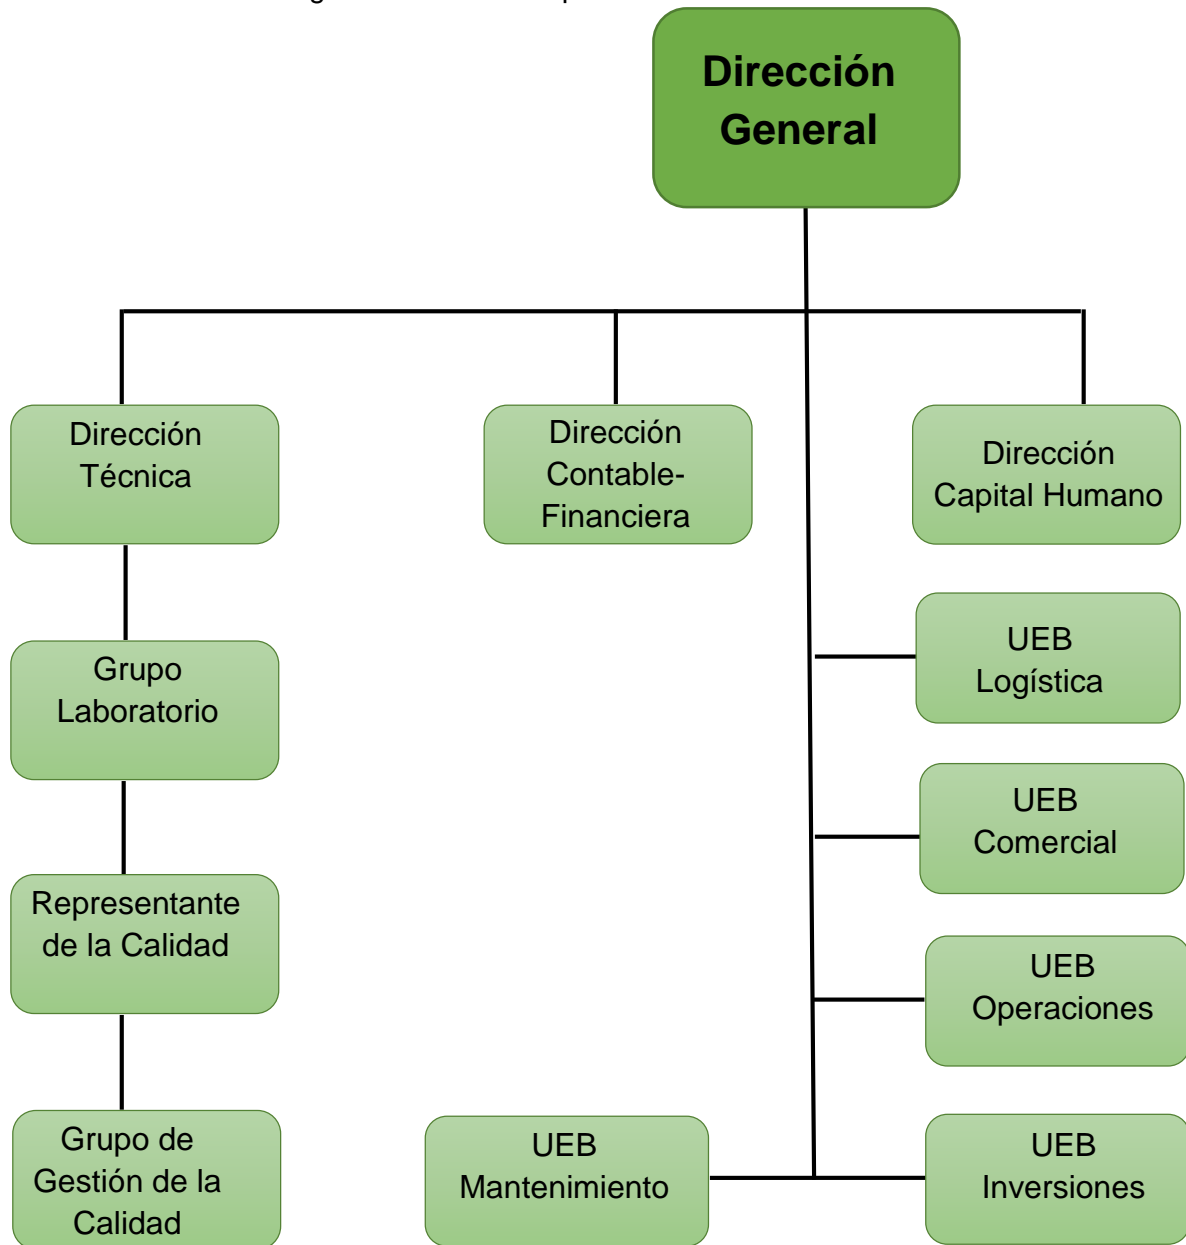 Dirección
General
Dirección
Técnica
Dirección
Contable-
Financiera
Dirección
Capital Humano
Grupo
Laboratorio
UEB
Logística
UEB
Comercial
Representante
de la Calidad
UEB
Operaciones
Grupo de
Gestión de la
Calidad
UEB
Mantenimiento
UEB
Inversiones